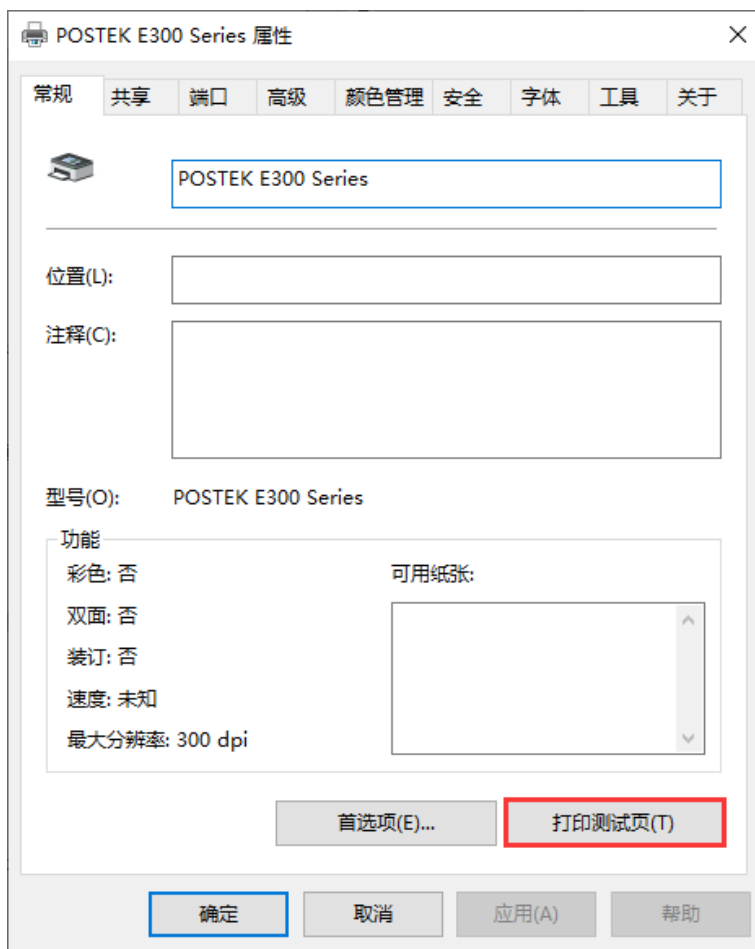 POSTEK E300 Series 属性
常规 共享 端口 高级 颜色管理 安全 字体 工具 关于
POSTEK E300 Series
位置(L):
注释(C):
型号(O): POSTEK E300 Series
功能
彩色: 否 可用纸张:
双面: 否
装订: 否
速度: 未知
最大分辨率: 300 dpi
首选项(E)... 打印测试页(T)
确定 取消 应用(A) 帮助